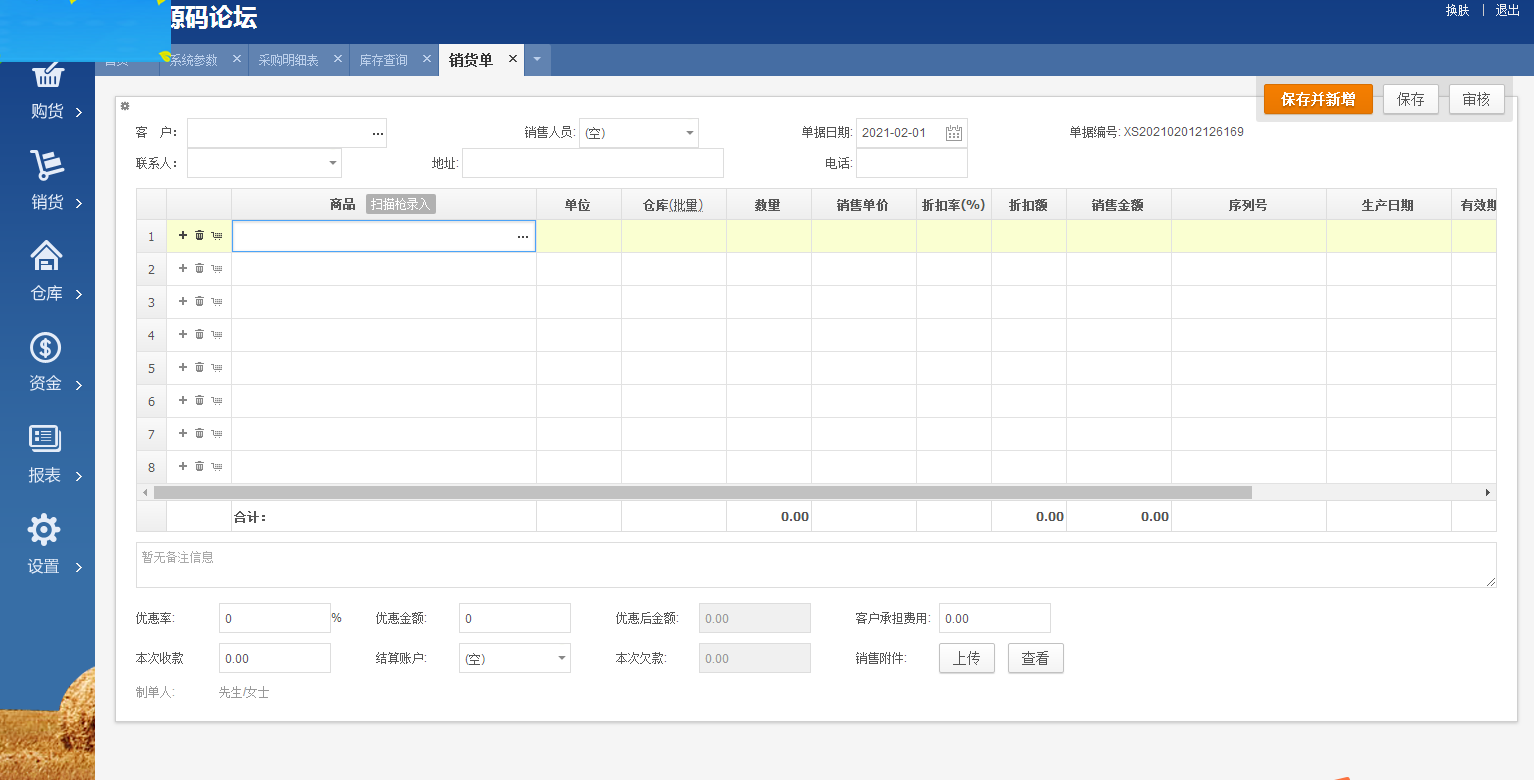 源码论坛
换肤 | 退出
首页 系统参数 采购明细表 库存查询 销货单
保存并新增 保存 审核
购货
销货
仓库
资金
报表
设置
客 户: 销售人员: (空) 单据日期: 2021-02-01 单据编号: XS202102012126169
联系人: 地址: 电话:
商品 扫描枪录入 单位 仓库(批量) 数量 销售单价 折扣率(%) 折扣额 销售金额 序列号 生产日期 有效期
1
2
3
4
5
6
7
8
合计: 0.00 0.00 0.00
暂无备注信息
优惠率: 0 % 优惠金额: 0 优惠后金额: 0.00 客户承担费用: 0.00
本次收款 0.00 结算账户: (空) 本次欠款: 0.00 销售附件: 上传 查看
制单人: 先生/女士